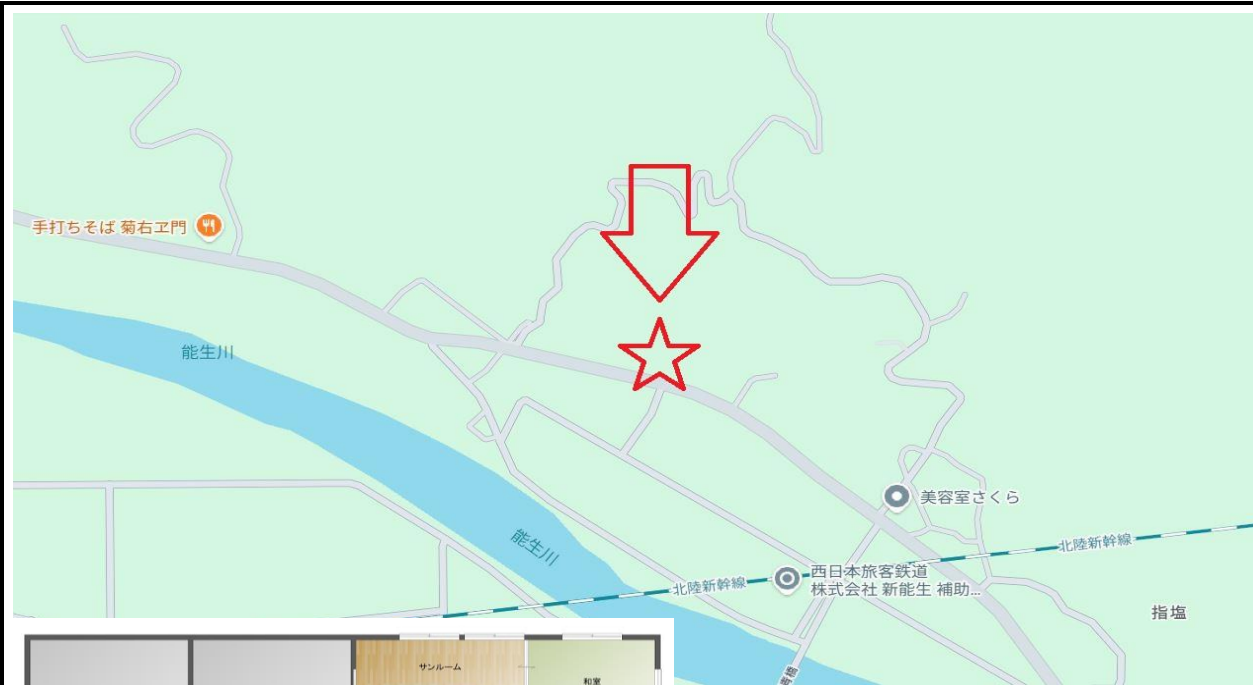 手打ちそば 菊右ヱ門
能生川
美容室さくら
能生川
北陸新幹線
北陸新幹線
西日本旅客鉄道
株式会社 新能生 補助...
指塩
サンルーム
和室